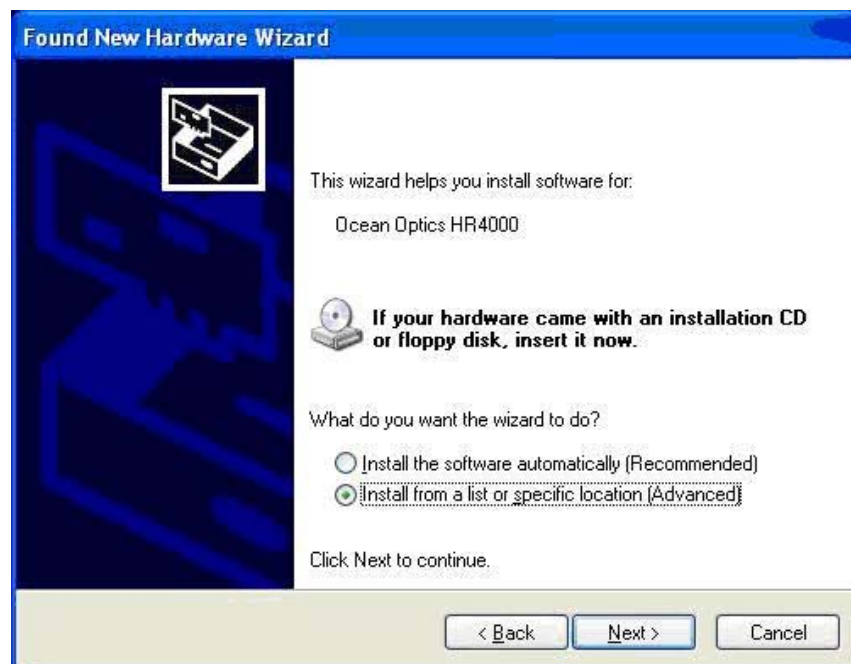 Found New Hardware Wizard
This wizard helps you install software for:
Ocean Optics HR4000
If your hardware came with an installation CD
or floppy disk, insert it now.
What do you want the wizard to do?
Install the software automatically (Recommended)
Install from a list or specific location (Advanced)
Click Next to continue.
< Back Next > Cancel